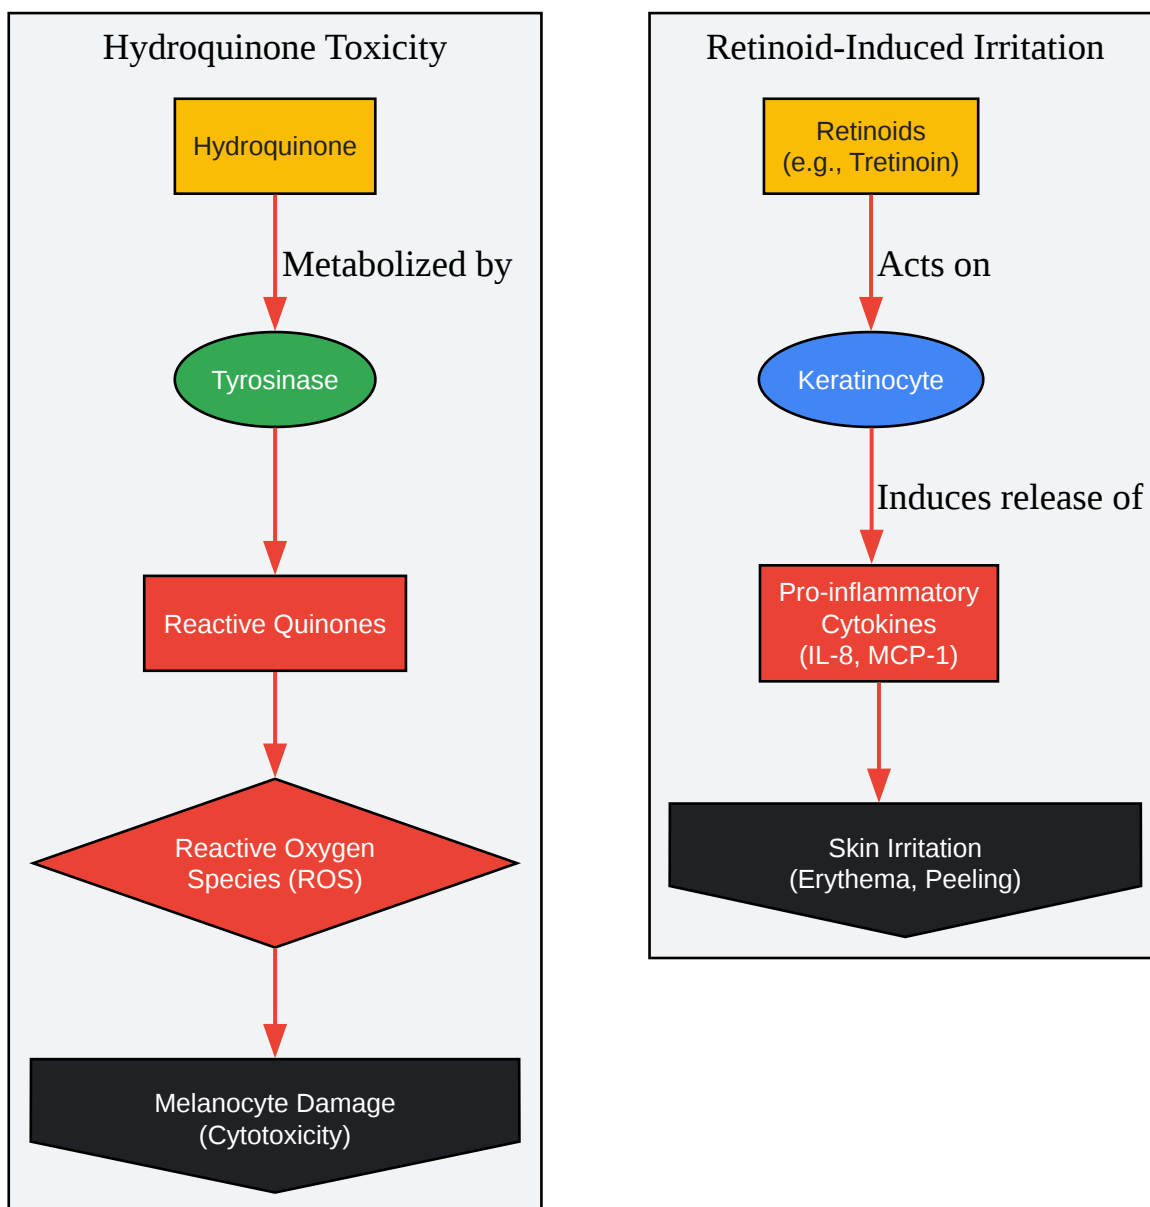 Hydroquinone Toxicity
Hydroquinone
Metabolized by
Tyrosinase
Reactive Quinones
Reactive Oxygen
Species (ROS)
Melanocyte Damage
(Cytotoxicity)
Retinoid-Induced Irritation
Retinoids
(e.g., Tretinoin)
Acts on
Keratinocyte
Induces release of
Pro-inflammatory
Cytokines
(IL-8, MCP-1)
Skin Irritation
(Erythema, Peeling)